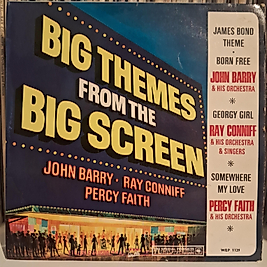 BIG THEMES
FROM THE
BIG SCREEN
JOHN BARRY · RAY CONNIFF
PERCY FAITH
JAMES BOND
THEME
•
BORN FREE
JOHN BARRY
& HIS ORCHESTRA
*
GEORGY GIRL
RAY CONNIFF
& HIS ORCHESTRA
& SINGERS
*
SOMEWHERE
MY LOVE
PERCY FAITH
& HIS ORCHESTRA
*